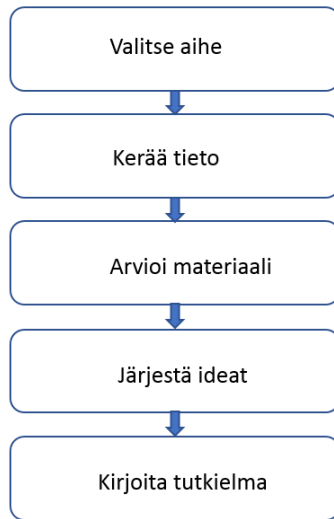 Valitse aihe
Kerää tieto
Arvioi materiaali
Järjestä ideat
Kirjoita tutkielma